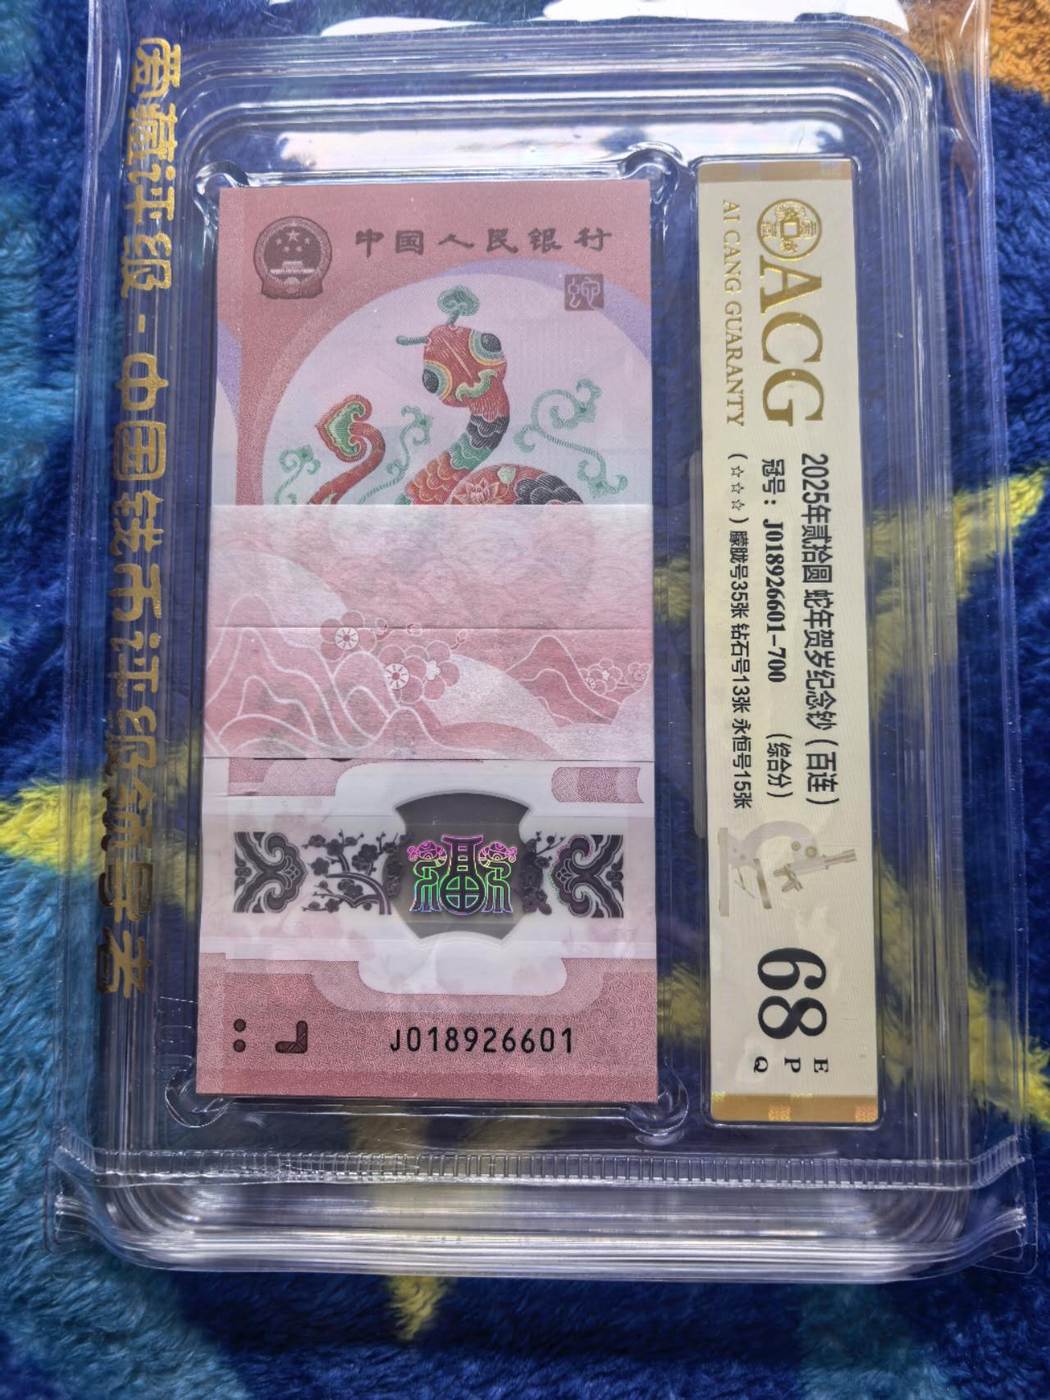 爱藏评级 - 中国钱币评级领导者
中国人民银行
J018926601
ACG
AI CANG GUARANTY
2025年贰拾圆 蛇年贺岁纪念钞（百连）
冠号：J018926601-700 （综合分）
（☆☆☆）朦胧号35张 钻石号13张 永恒号15张
68
E
P
Q